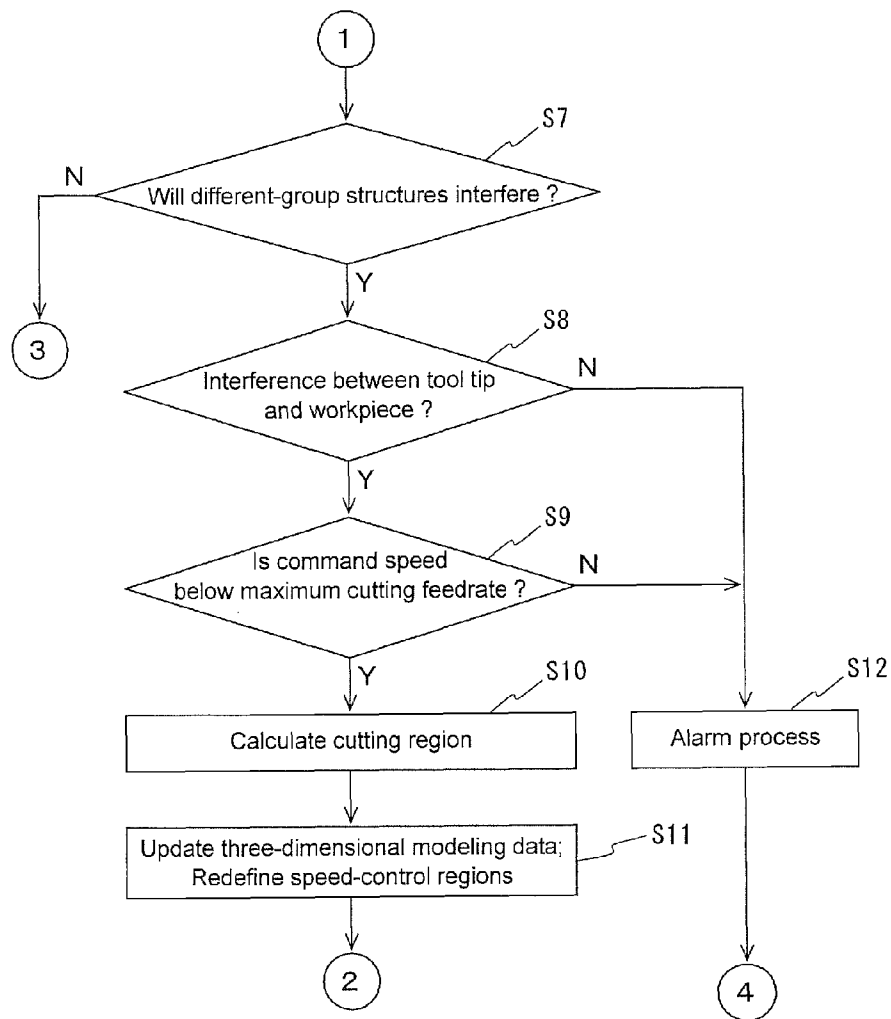 1
S7
N
Will different-group structures interfere ?
Y
3
S8
Interference between tool tip
and workpiece ?
N
Y
S9
Is command speed
below maximum cutting feedrate ?
N
Y
S10
Calculate cutting region
S12
Alarm process
S11
Update three-dimensional modeling data;
Redefine speed-control regions
2
4